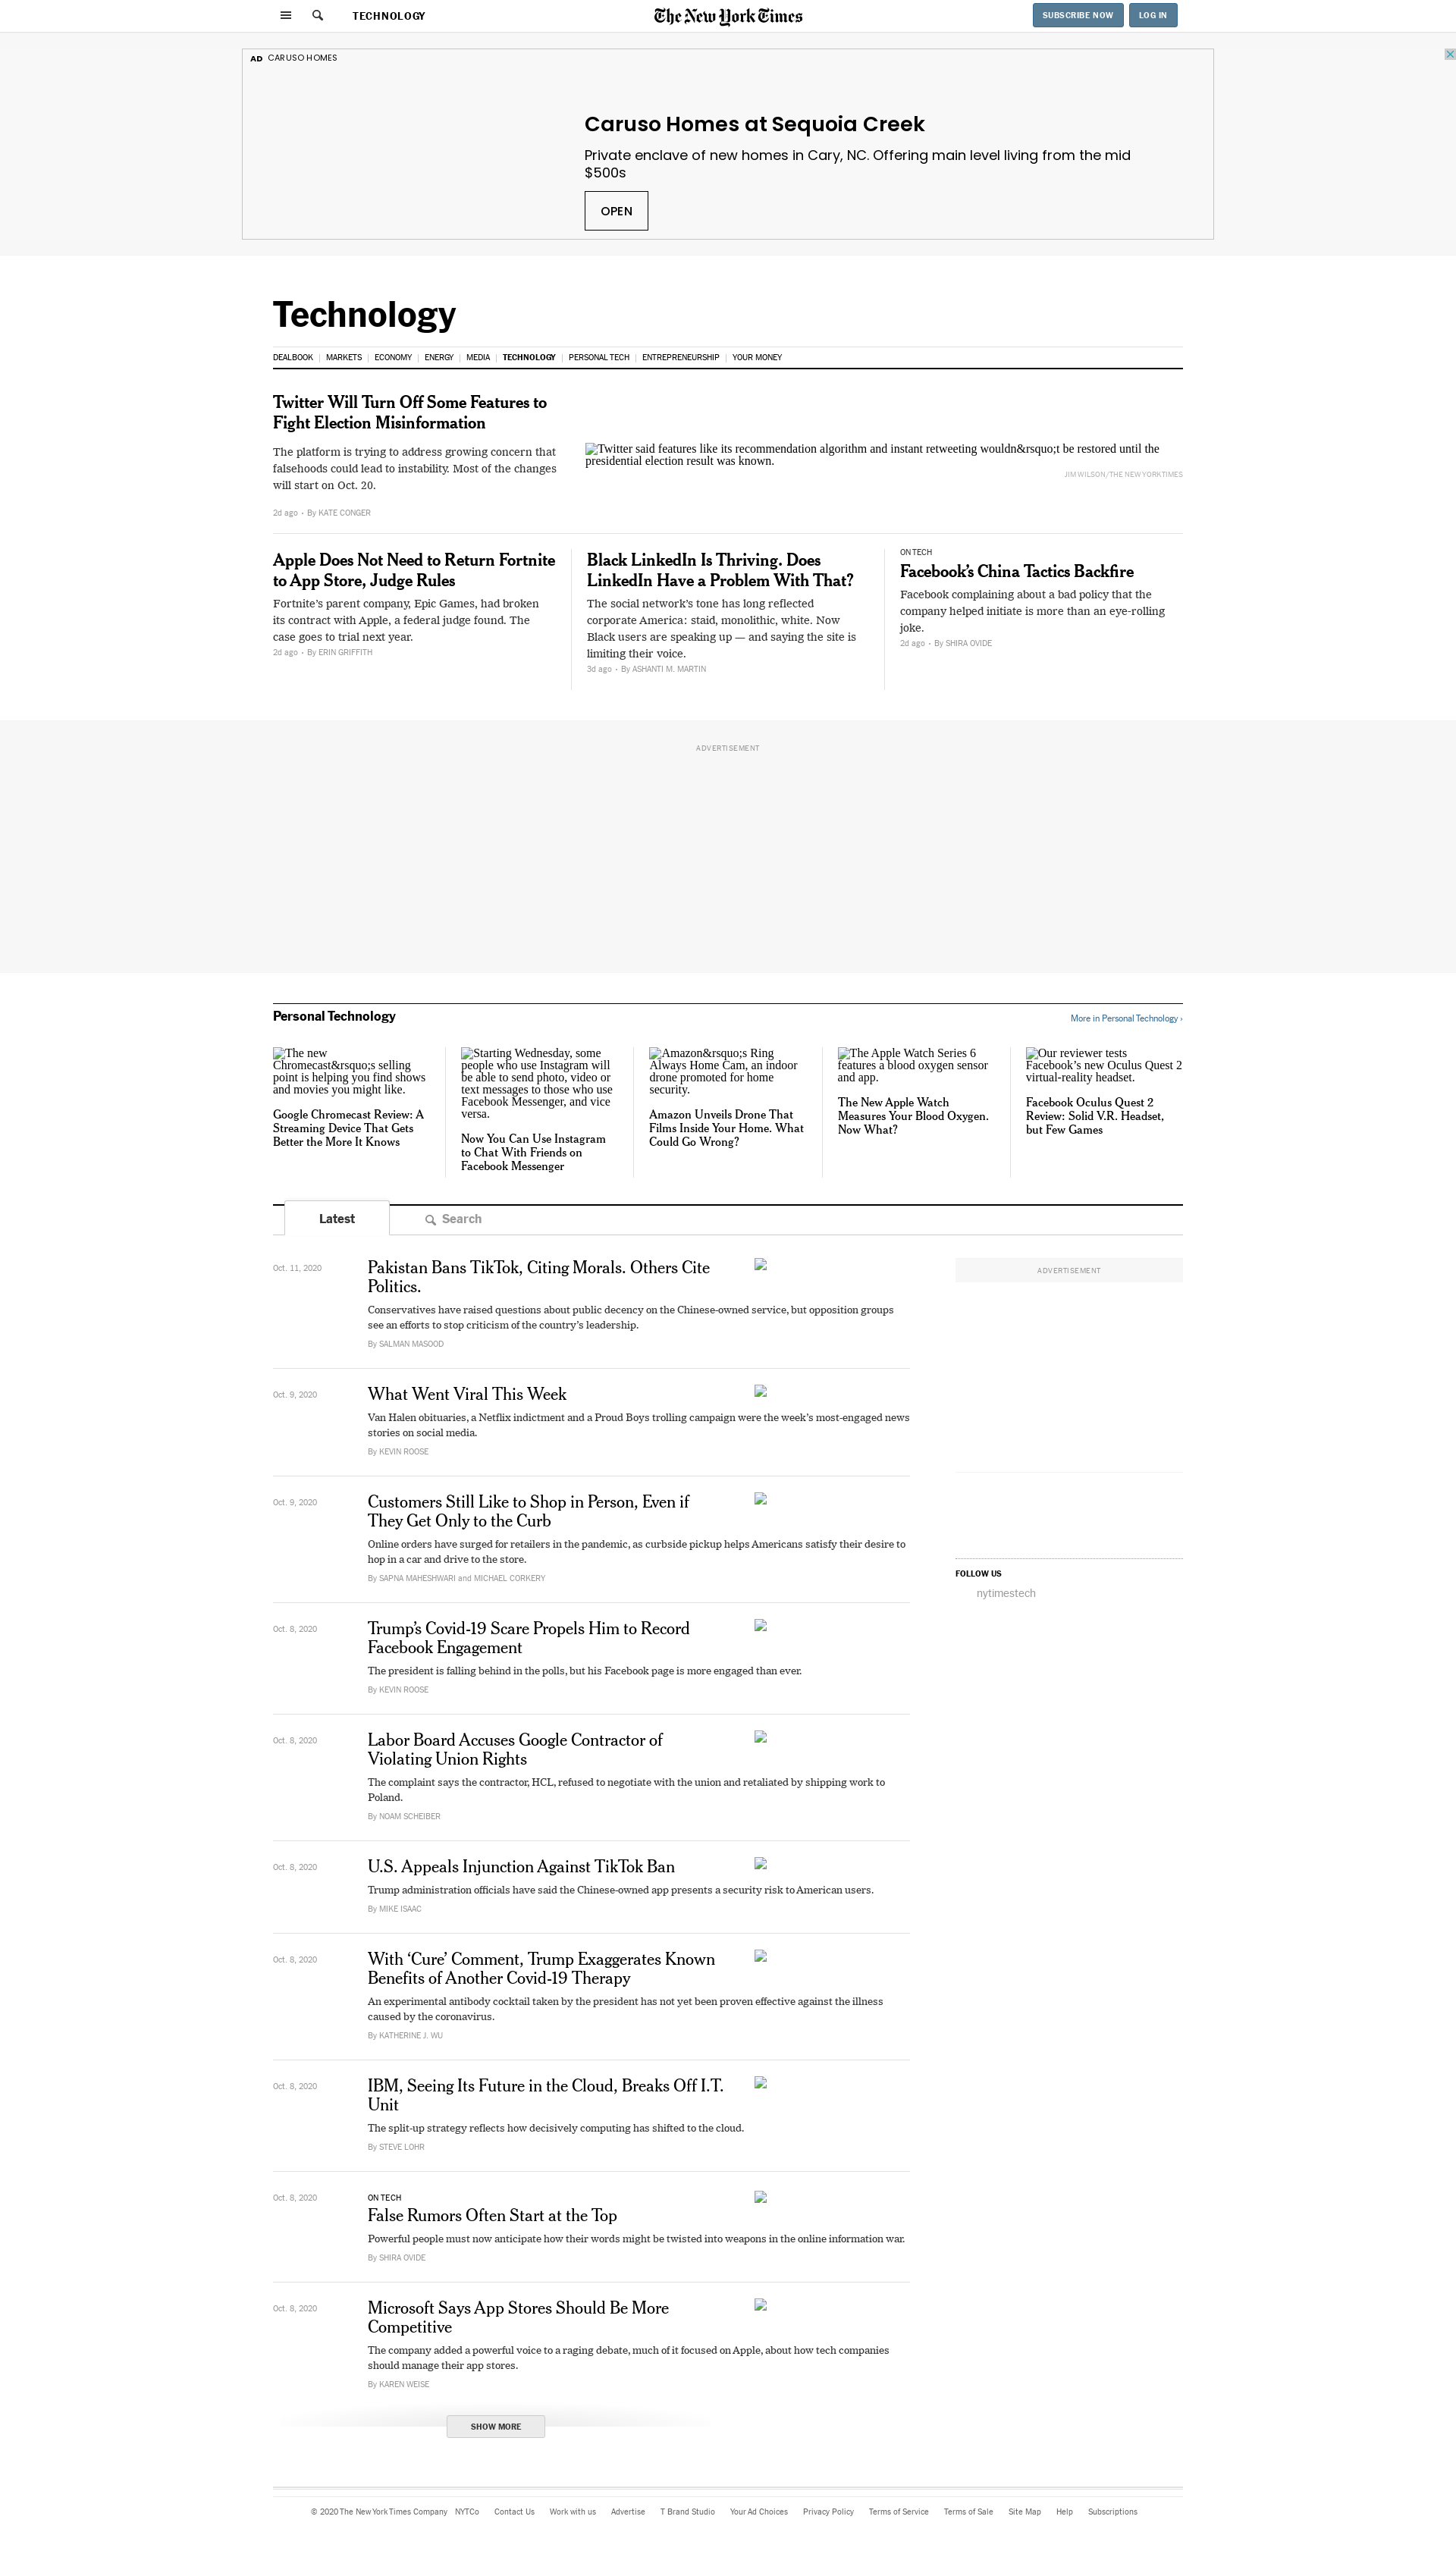 TECHNOLOGY
The New York Times
SUBSCRIBE NOW
LOG IN
AD CARUSO HOMES
Caruso Homes at Sequoia Creek
Private enclave of new homes in Cary, NC. Offering main level living from the mid
$500s
OPEN
Technology
DEALBOOK | MARKETS | ECONOMY | ENERGY | MEDIA | TECHNOLOGY | PERSONAL TECH | ENTREPRENEURSHIP | YOUR MONEY
Twitter Will Turn Off Some Features to
Fight Election Misinformation
The platform is trying to address growing concern that
falsehoods could lead to instability. Most of the changes
will start on Oct. 20.
2d ago • By KATE CONGER
Twitter said features like its recommendation algorithm and instant retweeting wouldn&rsquo;t be restored until the
presidential election result was known.
JIM WILSON/THE NEW YORK TIMES
Apple Does Not Need to Return Fortnite
to App Store, Judge Rules
Fortnite’s parent company, Epic Games, had broken
its contract with Apple, a federal judge found. The
case goes to trial next year.
2d ago • By ERIN GRIFFITH
Black LinkedIn Is Thriving. Does
LinkedIn Have a Problem With That?
The social network’s tone has long reflected
corporate America: staid, monolithic, white. Now
Black users are speaking up — and saying the site is
limiting their voice.
3d ago • By ASHANTI M. MARTIN
ON TECH
Facebook’s China Tactics Backfire
Facebook complaining about a bad policy that the
company helped initiate is more than an eye-rolling
joke.
2d ago • By SHIRA OVIDE
ADVERTISEMENT
Personal Technology
More in Personal Technology ›
The new
Chromecast&rsquo;s selling
point is helping you find shows
and movies you might like.
Google Chromecast Review: A
Streaming Device That Gets
Better the More It Knows
Starting Wednesday, some
people who use Instagram will
be able to send photo, video or
text messages to those who use
Facebook Messenger, and vice
versa.
Now You Can Use Instagram
to Chat With Friends on
Facebook Messenger
Amazon&rsquo;s Ring
Always Home Cam, an indoor
drone promoted for home
security.
Amazon Unveils Drone That
Films Inside Your Home. What
Could Go Wrong?
The Apple Watch Series 6
features a blood oxygen sensor
and app.
The New Apple Watch
Measures Your Blood Oxygen.
Now What?
Our reviewer tests
Facebook’s new Oculus Quest 2
virtual-reality headset.
Facebook Oculus Quest 2
Review: Solid V.R. Headset,
but Few Games
Latest
Search
Oct. 11, 2020
Pakistan Bans TikTok, Citing Morals. Others Cite
Politics.
Conservatives have raised questions about public decency on the Chinese-owned service, but opposition groups
see an efforts to stop criticism of the country’s leadership.
By SALMAN MASOOD
Oct. 9, 2020
What Went Viral This Week
Van Halen obituaries, a Netflix indictment and a Proud Boys trolling campaign were the week’s most-engaged news
stories on social media.
By KEVIN ROOSE
Oct. 9, 2020
Customers Still Like to Shop in Person, Even if
They Get Only to the Curb
Online orders have surged for retailers in the pandemic, as curbside pickup helps Americans satisfy their desire to
hop in a car and drive to the store.
By SAPNA MAHESHWARI and MICHAEL CORKERY
Oct. 8, 2020
Trump’s Covid-19 Scare Propels Him to Record
Facebook Engagement
The president is falling behind in the polls, but his Facebook page is more engaged than ever.
By KEVIN ROOSE
Oct. 8, 2020
Labor Board Accuses Google Contractor of
Violating Union Rights
The complaint says the contractor, HCL, refused to negotiate with the union and retaliated by shipping work to
Poland.
By NOAM SCHEIBER
Oct. 8, 2020
U.S. Appeals Injunction Against TikTok Ban
Trump administration officials have said the Chinese-owned app presents a security risk to American users.
By MIKE ISAAC
Oct. 8, 2020
With ‘Cure’ Comment, Trump Exaggerates Known
Benefits of Another Covid-19 Therapy
An experimental antibody cocktail taken by the president has not yet been proven effective against the illness
caused by the coronavirus.
By KATHERINE J. WU
Oct. 8, 2020
IBM, Seeing Its Future in the Cloud, Breaks Off I.T.
Unit
The split-up strategy reflects how decisively computing has shifted to the cloud.
By STEVE LOHR
Oct. 8, 2020
ON TECH
False Rumors Often Start at the Top
Powerful people must now anticipate how their words might be twisted into weapons in the online information war.
By SHIRA OVIDE
Oct. 8, 2020
Microsoft Says App Stores Should Be More
Competitive
The company added a powerful voice to a raging debate, much of it focused on Apple, about how tech companies
should manage their app stores.
By KAREN WEISE
SHOW MORE
ADVERTISEMENT
FOLLOW US
nytimestech
© 2020 The New York Times Company NYTCo Contact Us Work with us Advertise T Brand Studio Your Ad Choices Privacy Policy Terms of Service Terms of Sale Site Map Help Subscriptions